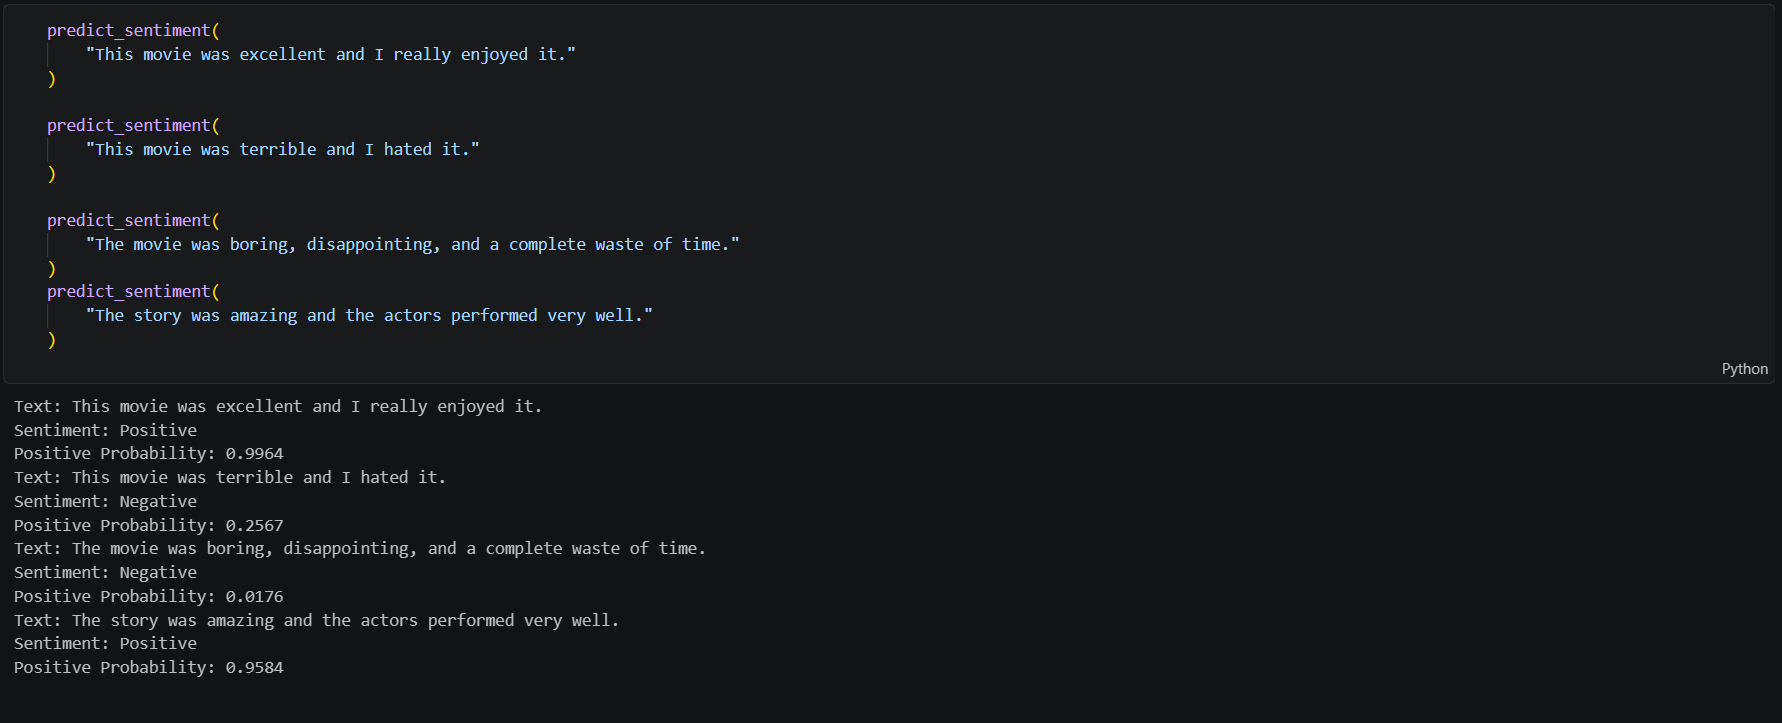 predict_sentiment(
"This movie was excellent and I really enjoyed it."
)
predict_sentiment(
"This movie was terrible and I hated it."
)
predict_sentiment(
"The movie was boring, disappointing, and a complete waste of time."
)
predict_sentiment(
"The story was amazing and the actors performed very well."
)
Python
Text: This movie was excellent and I really enjoyed it.
Sentiment: Positive
Positive Probability: 0.9964
Text: This movie was terrible and I hated it.
Sentiment: Negative
Positive Probability: 0.2567
Text: The movie was boring, disappointing, and a complete waste of time.
Sentiment: Negative
Positive Probability: 0.0176
Text: The story was amazing and the actors performed very well.
Sentiment: Positive
Positive Probability: 0.9584